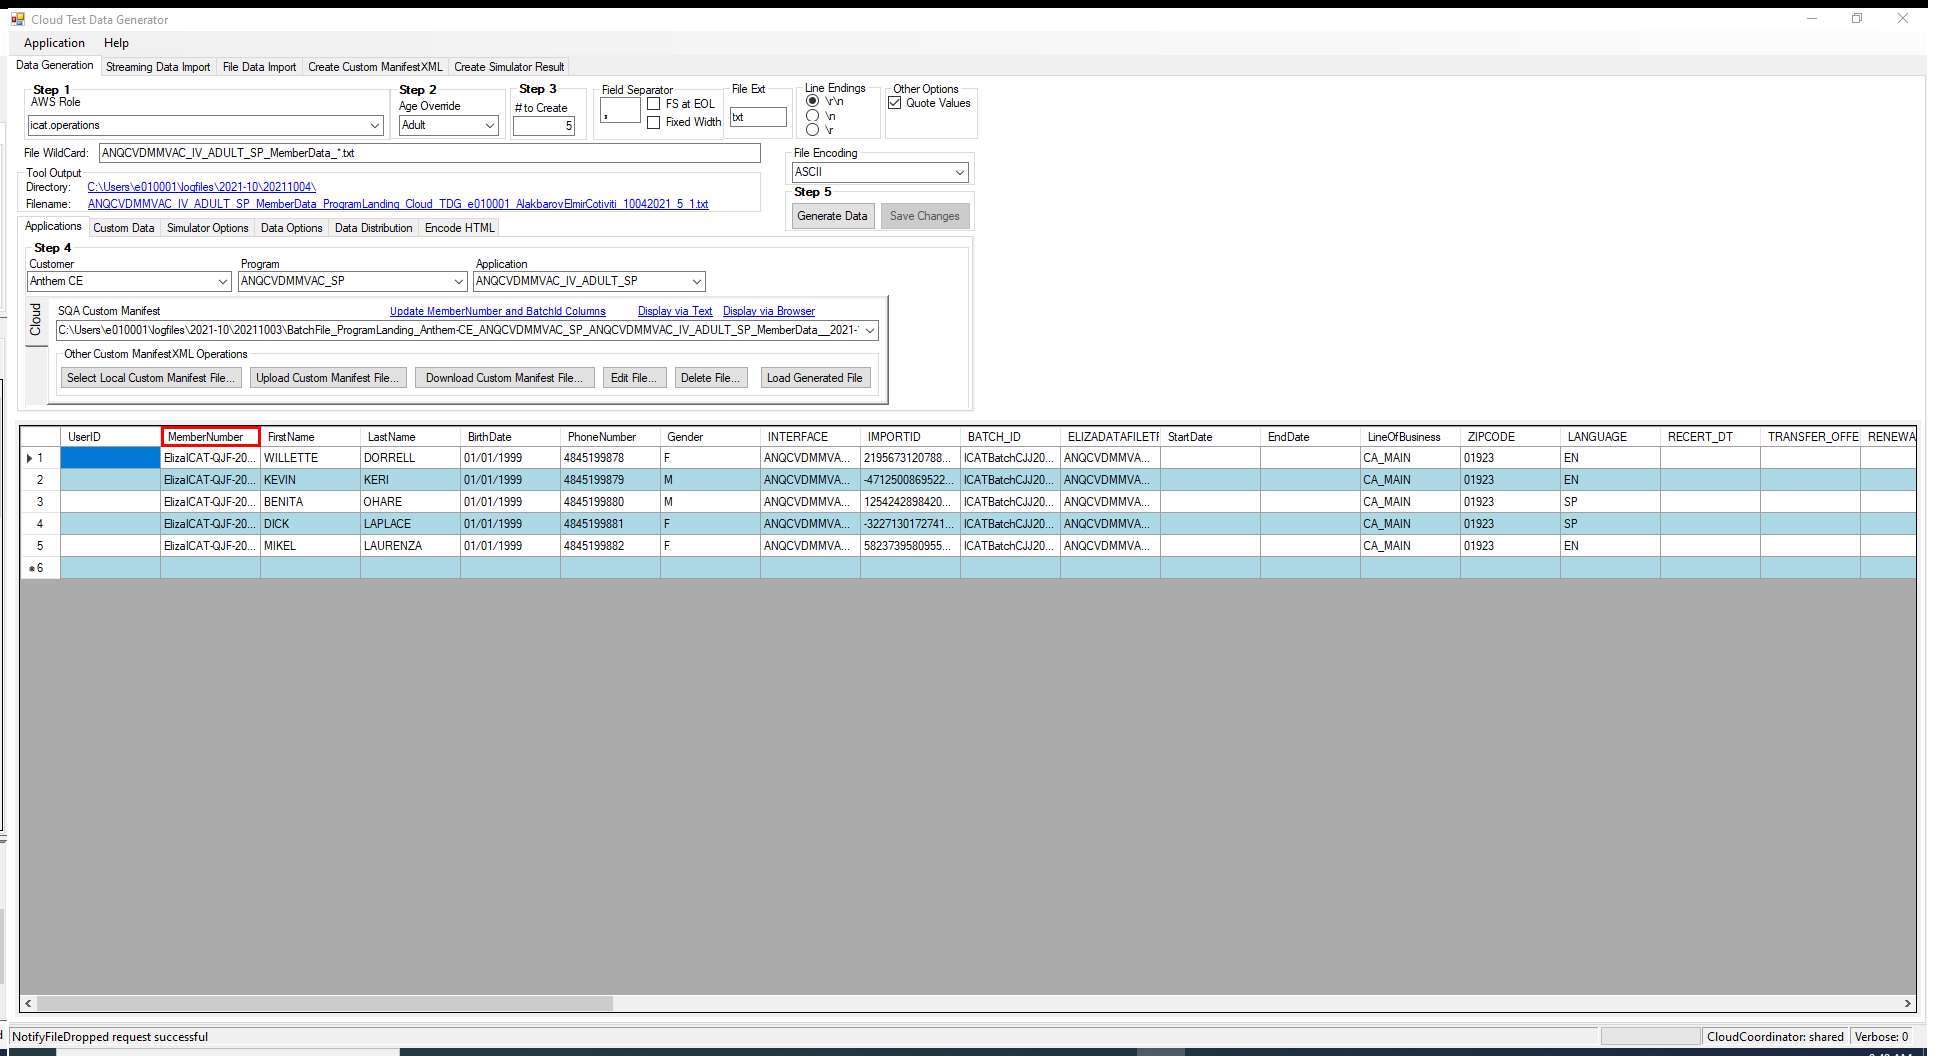 Cloud Test Data Generator
Application Help
Data Generation Streaming Data Import File Data Import Create Custom ManifestXML Create Simulator Result
Step 1 Step 2 Step 3 Field Separator File Ext Line Endings Other Options
AWS Role Age Override # to Create , FS at EOL \r\n Quote Values
icat.operations Adult 5 Fixed Width txt \n
\r
File WildCard: ANQCVDMMVAC_IV_ADULT_SP_MemberData_*.txt File Encoding
Tool Output ASCII
Directory: C:\Users\e010001\logfiles\2021-10\20211004\ Step 5
Filename: ANQCVDMMVAC_IV_ADULT_SP_MemberData_ProgramLanding_Cloud_TDG_e010001_AlakbarovElmirCotiviti_10042021_5_1.txt
Generate Data Save Changes
Applications Custom Data Simulator Options Data Options Data Distribution Encode HTML
Step 4
Customer Program Application
Anthem CE ANQCVDMMVAC_SP ANQCVDMMVAC_IV_ADULT_SP
Cloud
SQA Custom Manifest Update MemberNumber and BatchId Columns Display via Text Display via Browser
C:\Users\e010001\logfiles\2021-10\20211003\BatchFile_ProgramLanding_Anthem-CE_ANQCVDMMVAC_SP_ANQCVDMMVAC_IV_ADULT_SP_MemberData__2021-
Other Custom ManifestXML Operations
Select Local Custom Manifest File... Upload Custom Manifest File... Download Custom Manifest File... Edit File... Delete File... Load Generated File
UserID MemberNumber FirstName LastName BirthDate PhoneNumber Gender INTERFACE IMPORTID BATCH_ID ELIZADATAFILETF StartDate EndDate LineOfBusiness ZIPCODE LANGUAGE RECERT_DT TRANSFER_OFFE RENEWA
1 ElizaICAT-QJF-20... WILLETTE DORRELL 01/01/1999 4845199878 F ANQCVDMMVA... 2195673120788... ICATBatchCJJ20... ANQCVDMMVA... CA_MAIN 01923 EN
2 ElizaICAT-QJF-20... KEVIN KERI 01/01/1999 4845199879 M ANQCVDMMVA... -4712500869522... ICATBatchCJJ20... ANQCVDMMVA... CA_MAIN 01923 EN
3 ElizaICAT-QJF-20... BENITA OHARE 01/01/1999 4845199880 M ANQCVDMMVA... 1254242898420... ICATBatchCJJ20... ANQCVDMMVA... CA_MAIN 01923 SP
4 ElizaICAT-QJF-20... DICK LAPLACE 01/01/1999 4845199881 F ANQCVDMMVA... -3227130172741... ICATBatchCJJ20... ANQCVDMMVA... CA_MAIN 01923 SP
5 ElizaICAT-QJF-20... MIKEL LAURENZA 01/01/1999 4845199882 F ANQCVDMMVA... 5823739580955... ICATBatchCJJ20... ANQCVDMMVA... CA_MAIN 01923 EN
6
NotifyFileDropped request successful CloudCoordinator: shared Verbose: 0